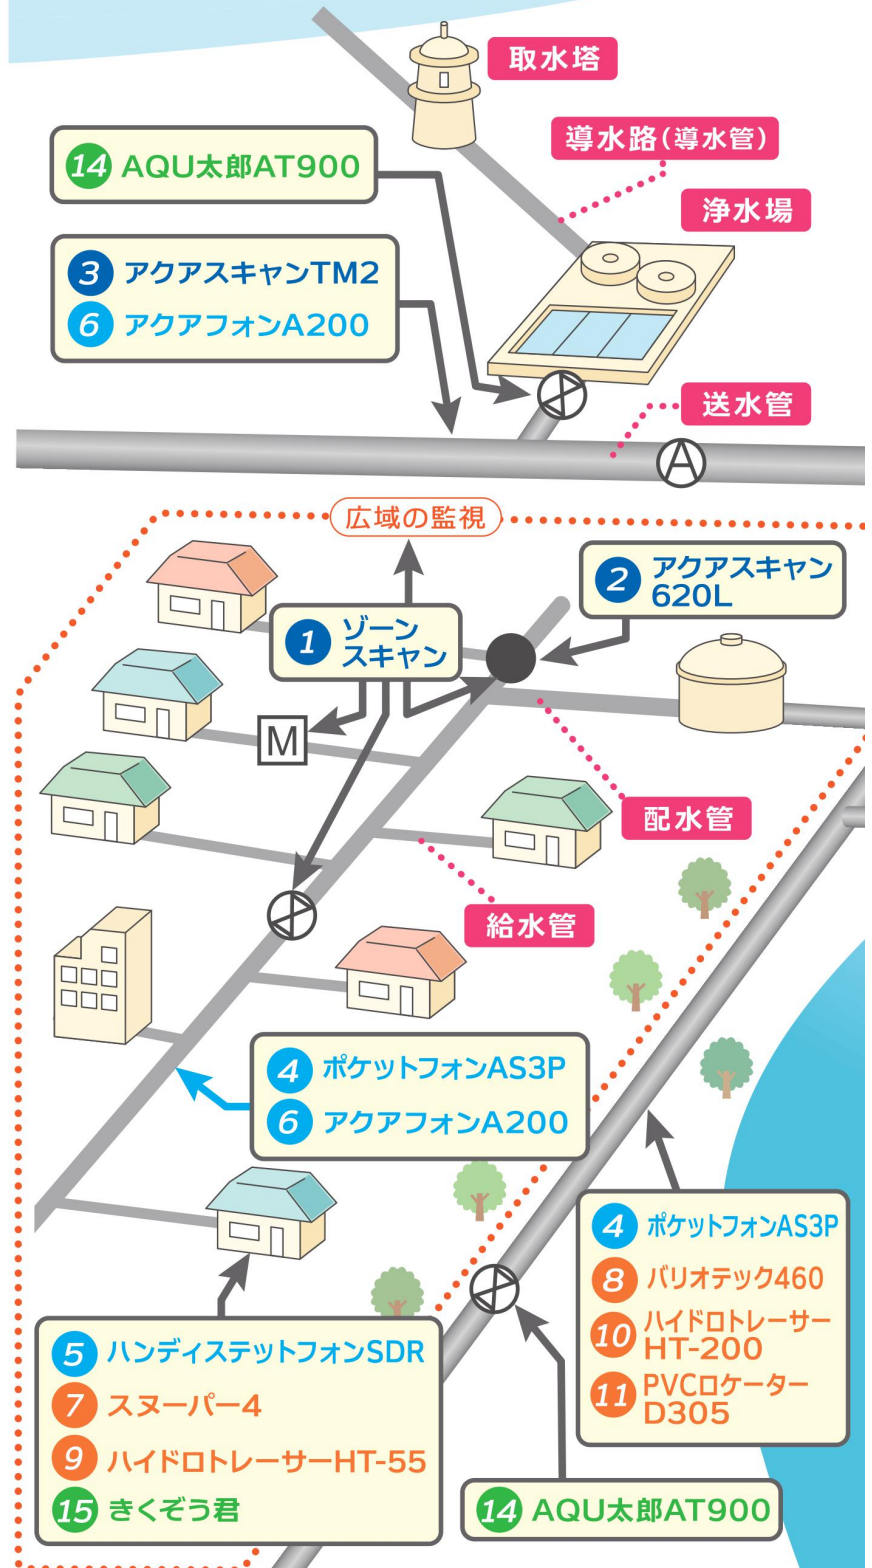 取水塔
導水路(導水管)
14 AQU太郎AT900
浄水場
3 アクアスキャンTM2
6 アクアフォンA200
送水管
A
広域の監視
2 アクアスキャン
620L
1 ゾーン
スキャン
M
配水管
給水管
4 ポケットフォンAS3P
6 アクアフォンA200
4 ポケットフォンAS3P
8 バリオテック460
10 ハイドロトレーサー
HT-200
11 PVCロケーター
D305
5 ハンディステットフォンSDR
7 スヌーパー4
9 ハイドロトレーサーHT-55
15 きくぞう君
14 AQU太郎AT900